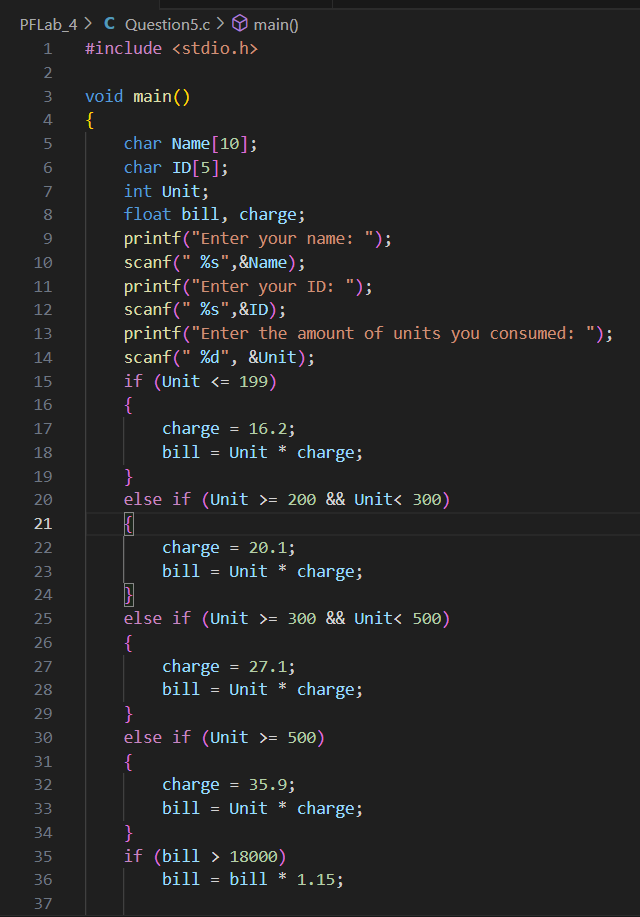 PFLab_4 > C Question5.c > main()
1 #include <stdio.h>
2
3 void main()
4 {
5 char Name[10];
6 char ID[5];
7 int Unit;
8 float bill, charge;
9 printf("Enter your name: ");
10 scanf(" %s",&Name);
11 printf("Enter your ID: ");
12 scanf(" %s",&ID);
13 printf("Enter the amount of units you consumed: ");
14 scanf(" %d", &Unit);
15 if (Unit <= 199)
16 {
17 charge = 16.2;
18 bill = Unit * charge;
19 }
20 else if (Unit >= 200 && Unit< 300)
21 {
22 charge = 20.1;
23 bill = Unit * charge;
24 }
25 else if (Unit >= 300 && Unit< 500)
26 {
27 charge = 27.1;
28 bill = Unit * charge;
29 }
30 else if (Unit >= 500)
31 {
32 charge = 35.9;
33 bill = Unit * charge;
34 }
35 if (bill > 18000)
36 bill = bill * 1.15;
37